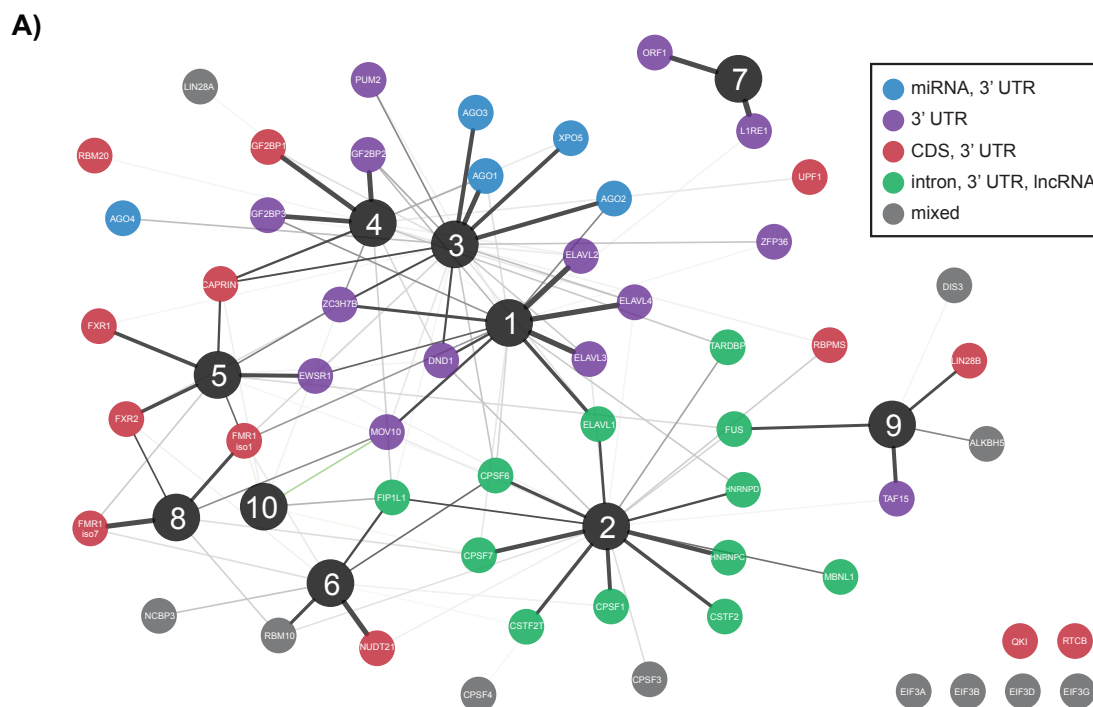 A)
ORF1
7
PUM2
LIN28A
miRNA, 3' UTR
AGO3
3' UTR
L1RE1
XPO5
IGF2BP1
IGF2BP2
CDS, 3' UTR
RBM20
AGO1
UPF1
intron, 3' UTR, lncRNA
AGO2
mixed
AGO4
IGF2BP3
4
3
ZFP36
ELAVL2
CAPRIN
DIS3
ZC3H7B
ELAVL4
1
FXR1
TARDBP
RBPMS
DND1
ELAVL3
LIN28B
5
EWSR1
FXR2
ELAVL1
9
FUS
MOV10
FMR1
iso1
ALKBH5
CPSF6
HNRNPD
FIP1L1
TAF15
10
8
FMR1
iso7
2
CPSF7
HNRNPC
MBNL1
6
NCBP3
CPSF1
CSTF2
CSTF2T
RBM10
NUDT21
QKI
RTCB
CPSF3
CPSF4
EIF3A
EIF3B
EIF3D
EIF3G